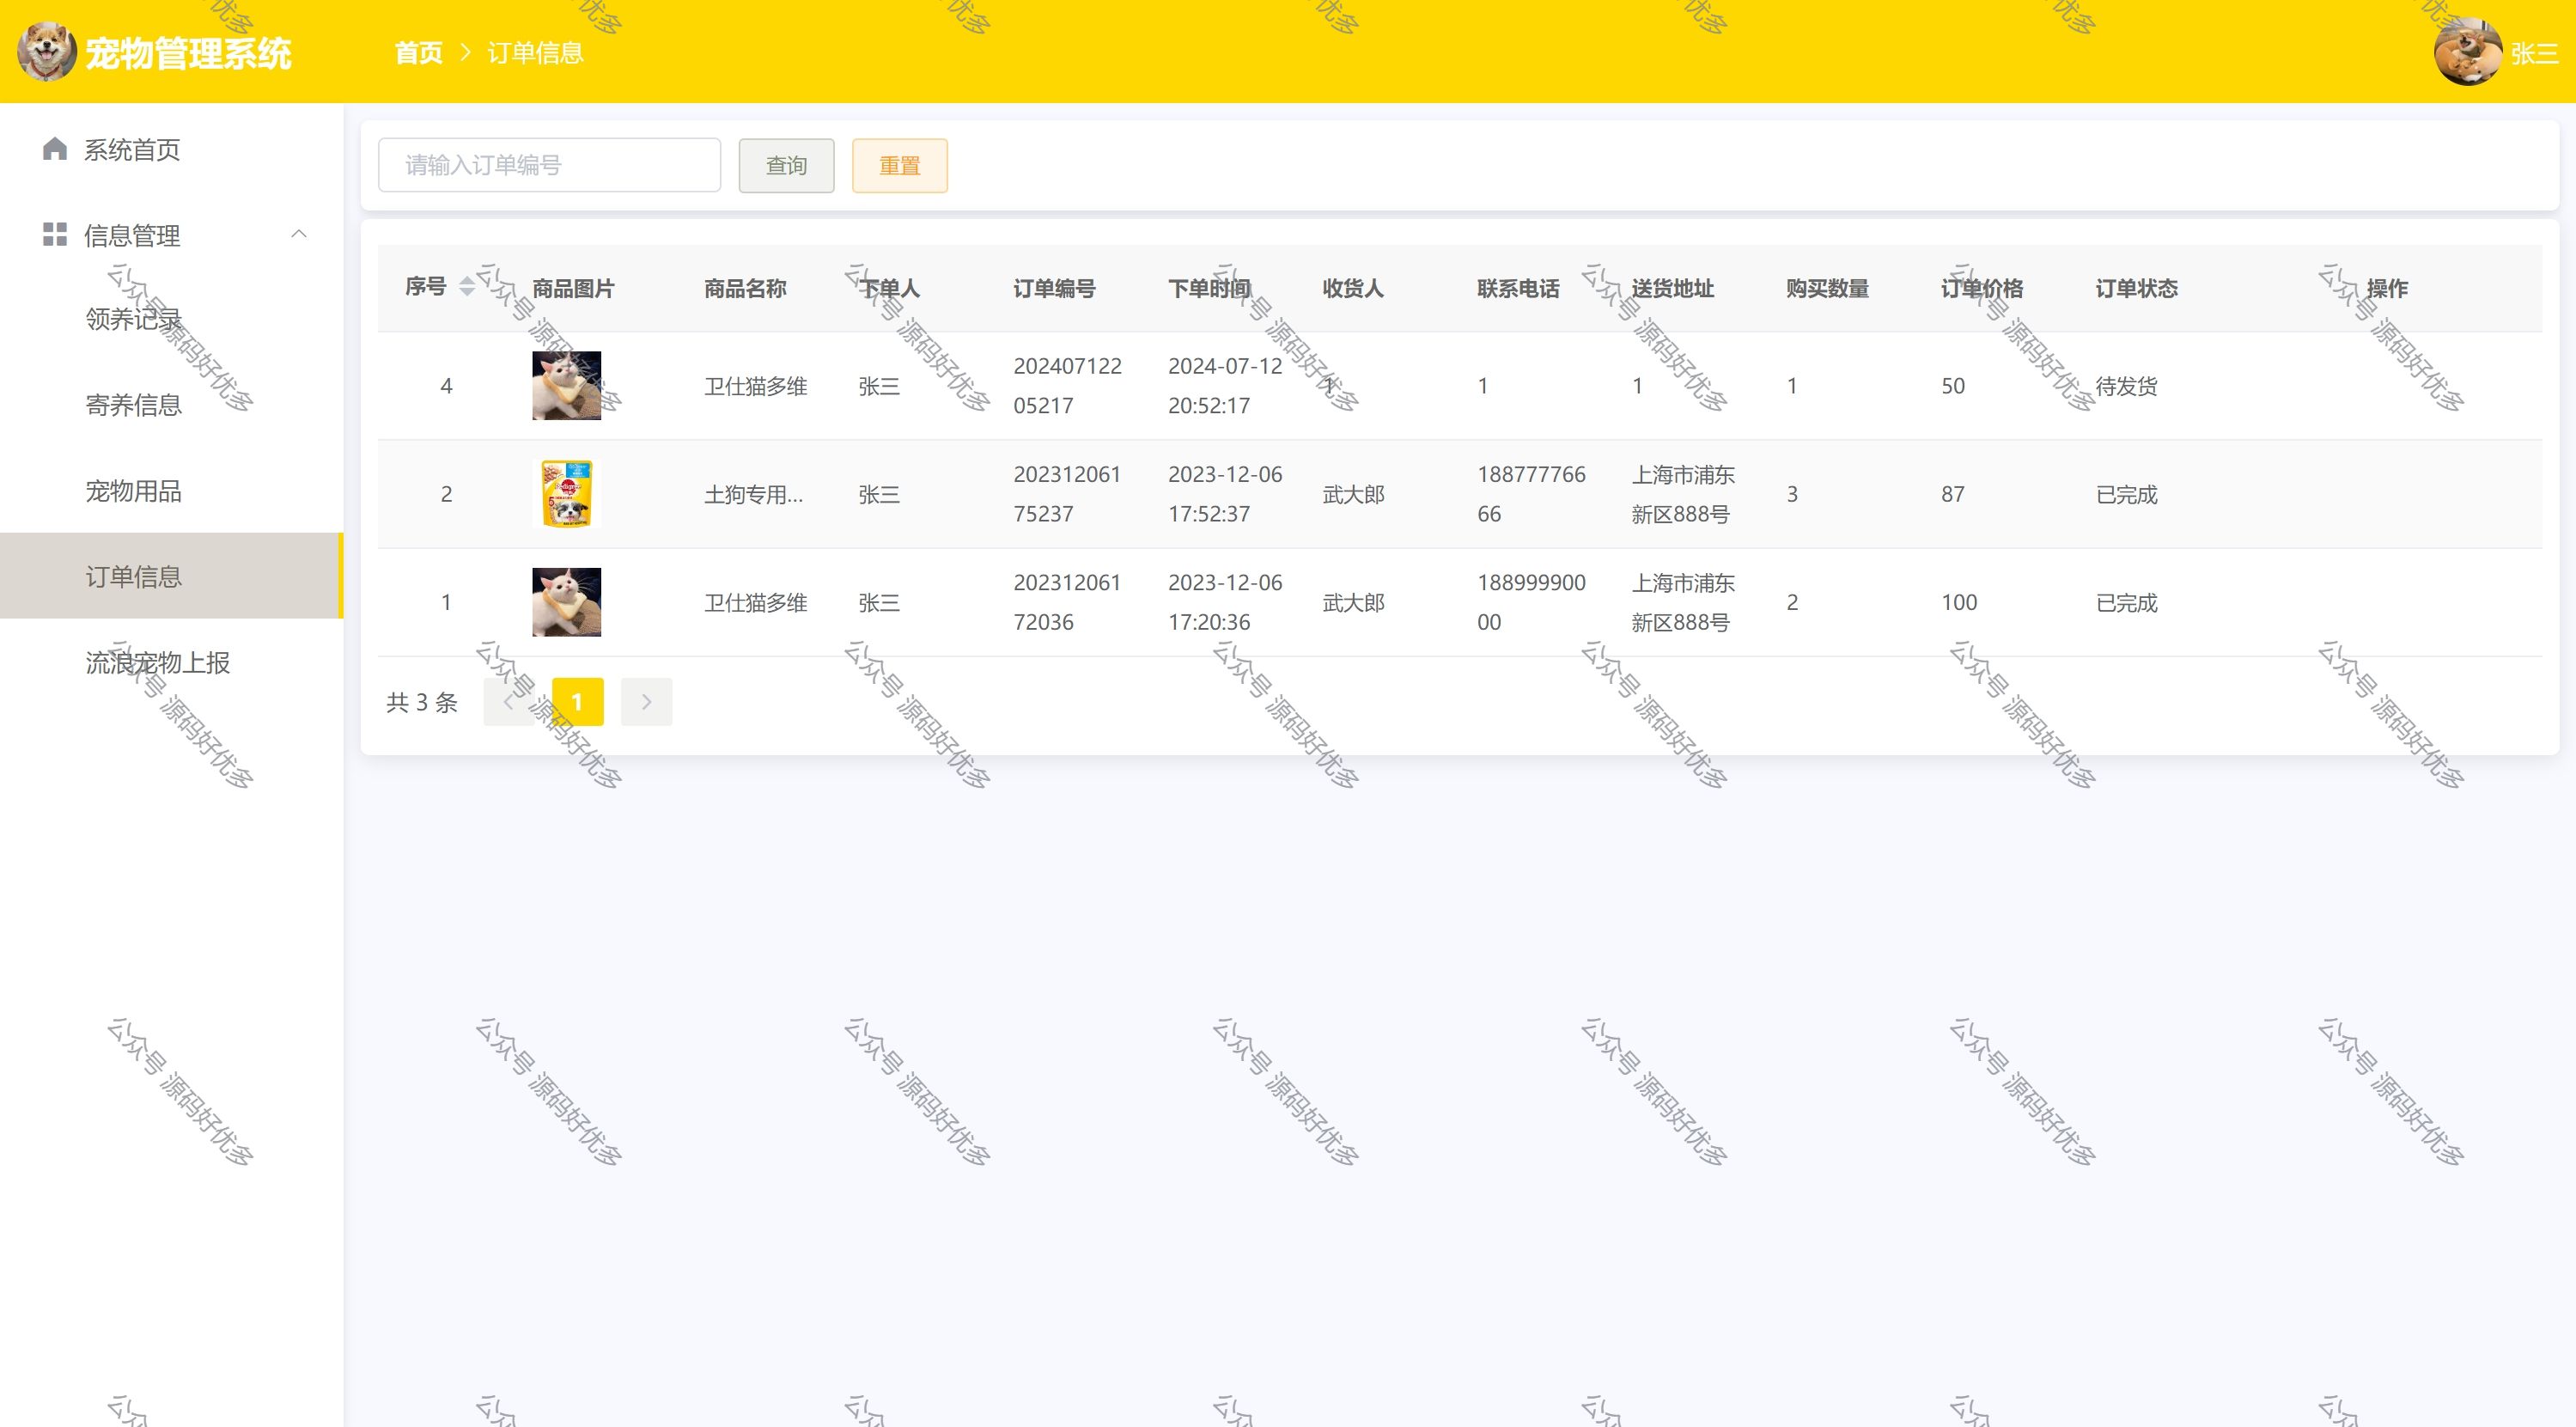 宠物管理系统
首页 > 订单信息
张三
系统首页
信息管理
领养记录
寄养信息
宠物用品
订单信息
流浪宠物上报
请输入订单编号 查询 重置
序号 商品图片 商品名称 下单人 订单编号 下单时间 收货人 联系电话 送货地址 购买数量 订单价格 订单状态 操作
4 卫仕猫多维 张三 202407122 2024-07-12 1 1 1 1 50 待发货
05217 20:52:17
2 土狗专用... 张三 202312061 2023-12-06 武大郎 188777766 上海市浦东 3 87 已完成
75237 17:52:37 66 新区888号
1 卫仕猫多维 张三 202312061 2023-12-06 武大郎 188999900 上海市浦东 2 100 已完成
72036 17:20:36 00 新区888号
共 3 条 1
公众号 源码好优多